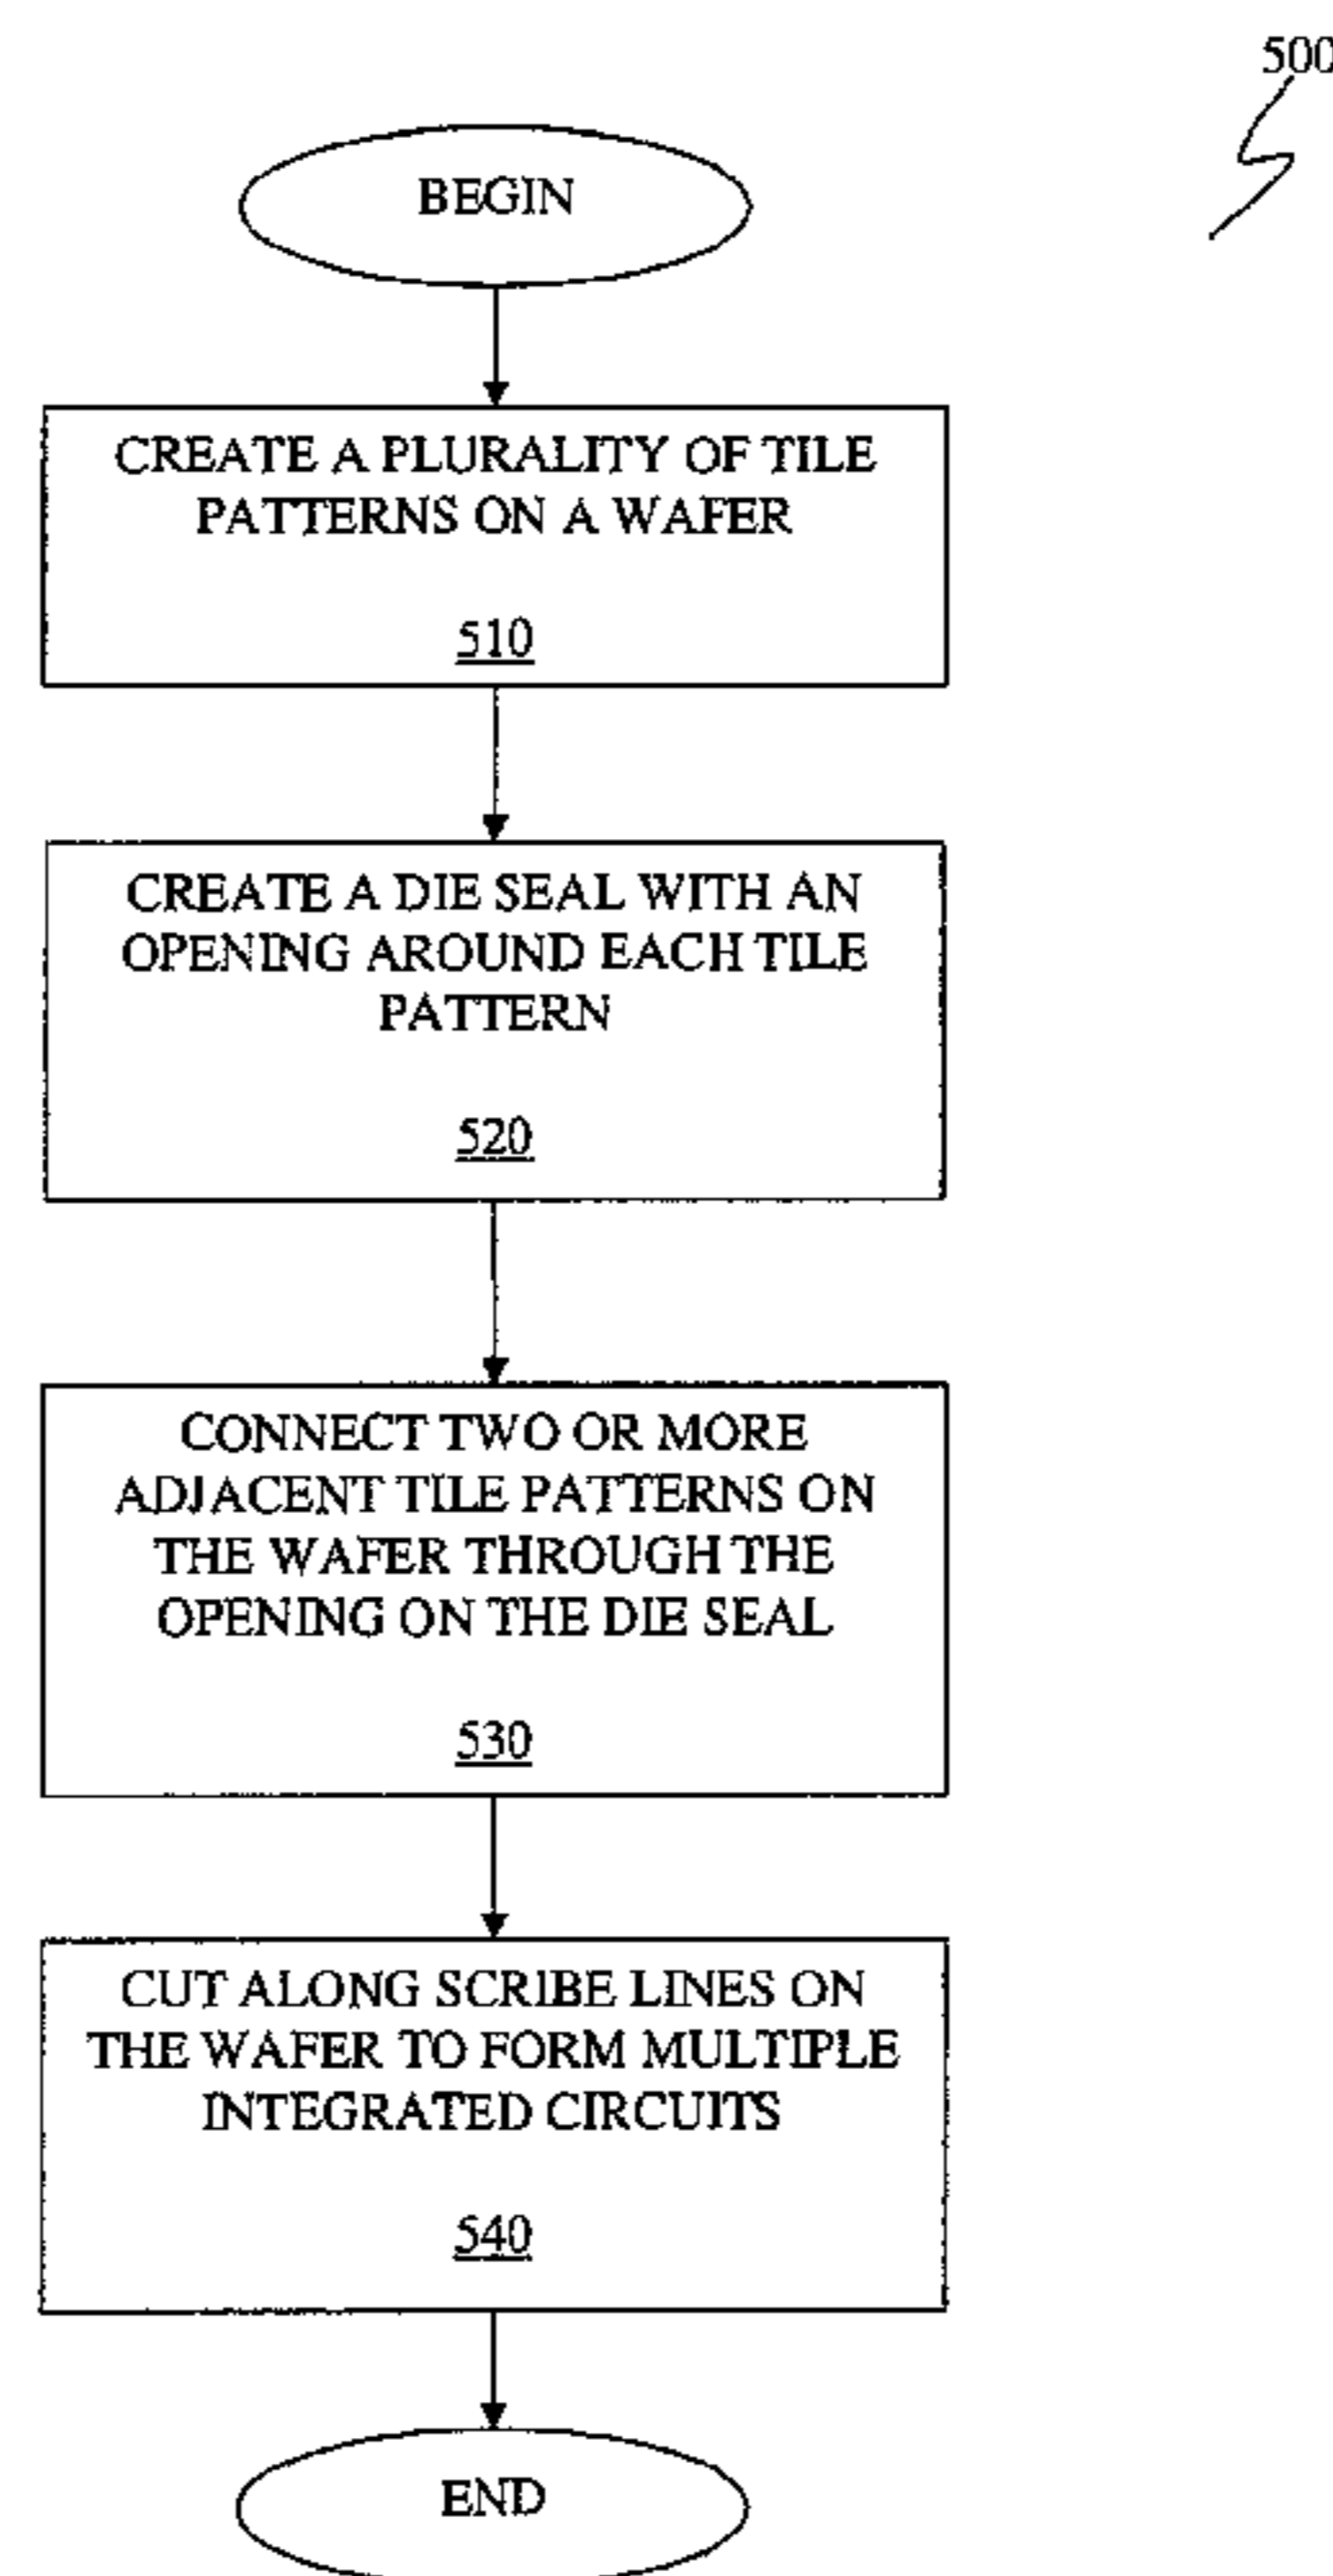 500
BEGIN
CREATE A PLURALITY OF TILE
PATTERNS ON A WAFER
510
CREATE A DIE SEAL WITH AN
OPENING AROUND EACH TILE
PATTERN
520
CONNECT TWO OR MORE
ADJACENT TILE PATTERNS ON
THE WAFER THROUGH THE
OPENING ON THE DIE SEAL
530
CUT ALONG SCRIBE LINES ON
THE WAFER TO FORM MULTIPLE
INTEGRATED CIRCUITS
540
END